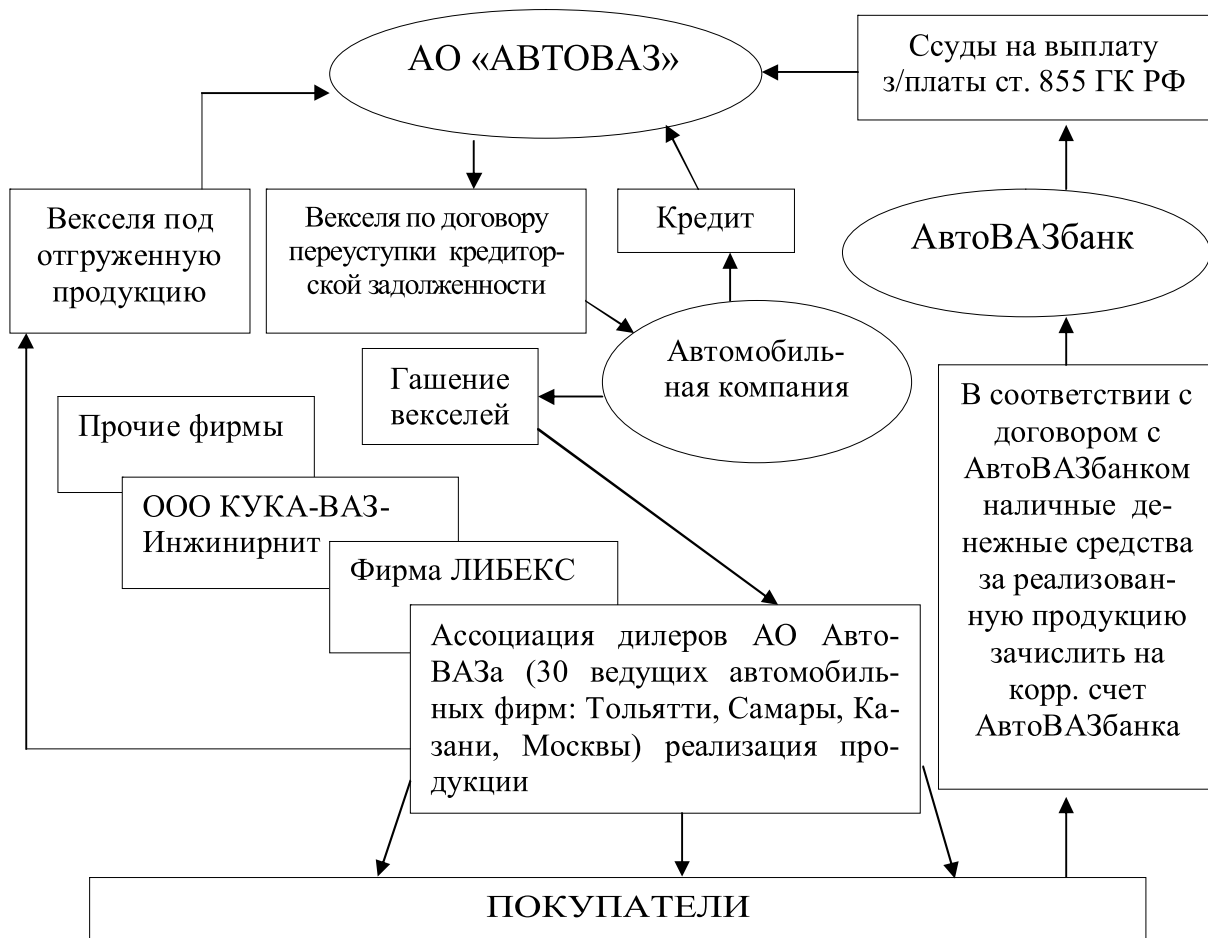 АО «АВТОВАЗ»
Ссуды на выплату
з/платы ст. 855 ГК РФ
Векселя под
отгруженную
продукцию
Векселя по договору
переуступки кредитор-
ской задолженности
Кредит
АвтоВАЗбанк
Автомобиль-
ная компания
Гашение
векселей
Прочие фирмы
ООО КУКА-ВАЗ-
Инжинирнит
Фирма ЛИБЕКС
Ассоциация дилеров АО Авто-
ВАЗа (30 ведущих автомобиль-
ных фирм: Тольятти, Самары, Ка-
зани, Москвы) реализация про-
дукции
В соответствии с
договором с
АвтоВАЗбанком
наличные де-
нежные средства
за реализован-
ную продукцию
зачислить на
корр. счет
АвтоВАЗбанка
ПОКУПАТЕЛИ